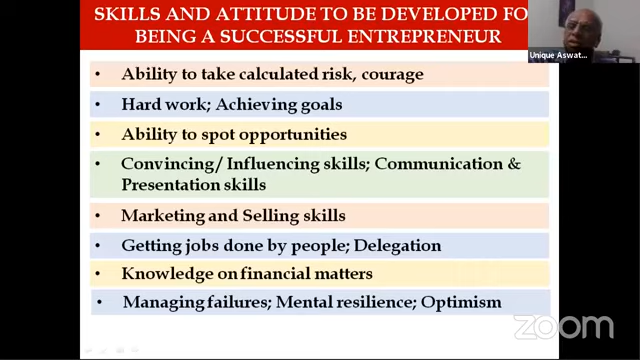 SKILLS AND ATTITUDE TO BE DEVELOPED FO
BEING A SUCCESSFUL ENTREPRENEUR
Unique Aswat...
• Ability to take calculated risk, courage
• Hard work; Achieving goals
• Ability to spot opportunities
• Convincing/ Influencing skills; Communication &
Presentation skills
• Marketing and Selling skills
• Getting jobs done by people; Delegation
• Knowledge on financial matters
• Managing failures; Mental resilience; Optimism
zoom